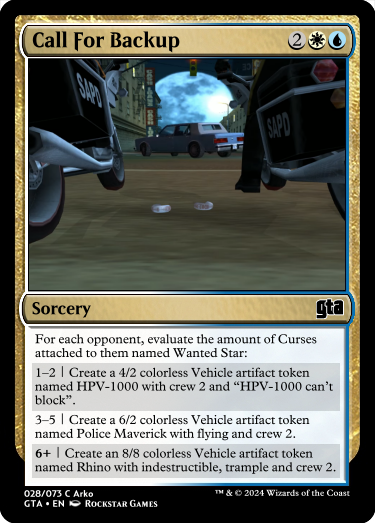 Call For Backup 2
SAPD
SAPD
Sorcery gta
For each opponent, evaluate the amount of Curses
attached to them named Wanted Star:
1–2 | Create a 4/2 colorless Vehicle artifact token
named HPV-1000 with crew 2 and “HPV-1000 can’t
block”.
3–5 | Create a 6/2 colorless Vehicle artifact token
named Police Maverick with flying and crew 2.
6+ | Create an 8/8 colorless Vehicle artifact token
named Rhino with indestructible, trample and crew 2.
028/073 C Arko
GTA • EN Rockstar Games
™ & © 2024 Wizards of the Coast